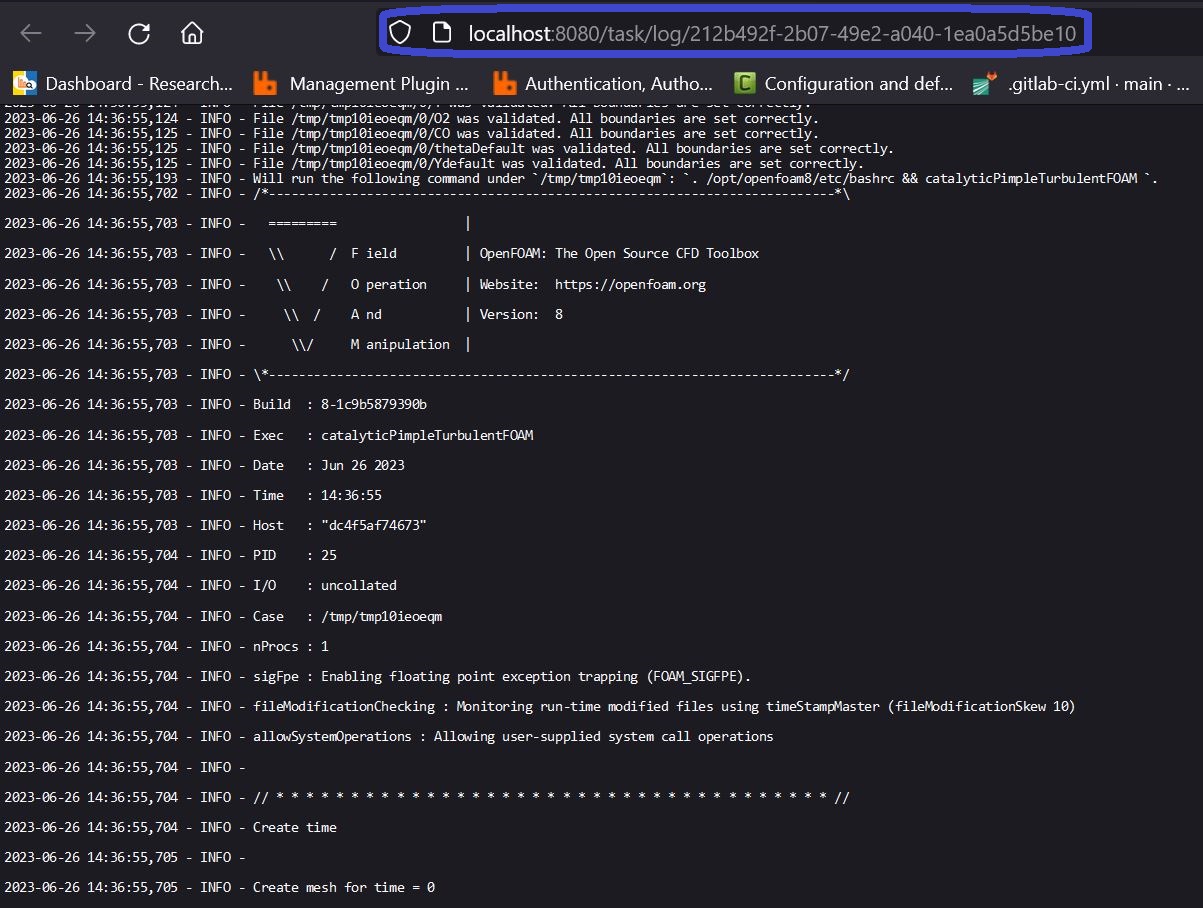 localhost:8080/task/log/212b492f-2b07-49e2-a040-1ea0a5d5be10
Dashboard - Research... Management Plugin ... Authentication, Autho... Configuration and def... .gitlab-ci.yml · main · ...
2023-06-26 14:36:55,124 - INFO - File /tmp/tmp10ieoeqm/0/O2 was validated. All boundaries are set correctly.
2023-06-26 14:36:55,125 - INFO - File /tmp/tmp10ieoeqm/0/CO was validated. All boundaries are set correctly.
2023-06-26 14:36:55,125 - INFO - File /tmp/tmp10ieoeqm/0/thetaDefault was validated. All boundaries are set correctly.
2023-06-26 14:36:55,125 - INFO - File /tmp/tmp10ieoeqm/0/Ydefault was validated. All boundaries are set correctly.
2023-06-26 14:36:55,193 - INFO - Will run the following command under `/tmp/tmp10ieoeqm`: `. /opt/openfoam8/etc/bashrc && catalyticPimpleTurbulentFOAM `.
2023-06-26 14:36:55,702 - INFO - /*---------------------------------------------------------------------------*\
2023-06-26 14:36:55,703 - INFO -   =========                 |
2023-06-26 14:36:55,703 - INFO -   \\      /  F ield         | OpenFOAM: The Open Source CFD Toolbox
2023-06-26 14:36:55,703 - INFO -    \\    /   O peration     | Website:  https://openfoam.org
2023-06-26 14:36:55,703 - INFO -     \\  /    A nd           | Version:  8
2023-06-26 14:36:55,703 - INFO -      \\/     M anipulation  |
2023-06-26 14:36:55,703 - INFO - \*---------------------------------------------------------------------------*/
2023-06-26 14:36:55,703 - INFO - Build  : 8-1c9b5879390b
2023-06-26 14:36:55,703 - INFO - Exec   : catalyticPimpleTurbulentFOAM
2023-06-26 14:36:55,703 - INFO - Date   : Jun 26 2023
2023-06-26 14:36:55,703 - INFO - Time   : 14:36:55
2023-06-26 14:36:55,703 - INFO - Host   : "dc4f5af74673"
2023-06-26 14:36:55,704 - INFO - PID    : 25
2023-06-26 14:36:55,704 - INFO - I/O    : uncollated
2023-06-26 14:36:55,704 - INFO - Case   : /tmp/tmp10ieoeqm
2023-06-26 14:36:55,704 - INFO - nProcs : 1
2023-06-26 14:36:55,704 - INFO - sigFpe : Enabling floating point exception trapping (FOAM_SIGFPE).
2023-06-26 14:36:55,704 - INFO - fileModificationChecking : Monitoring run-time modified files using timeStampMaster (fileModificationSkew 10)
2023-06-26 14:36:55,704 - INFO - allowSystemOperations : Allowing user-supplied system call operations
2023-06-26 14:36:55,704 - INFO -
2023-06-26 14:36:55,704 - INFO - // * * * * * * * * * * * * * * * * * * * * * * * * * * * * * * * * * * * * * //
2023-06-26 14:36:55,704 - INFO - Create time
2023-06-26 14:36:55,705 - INFO -
2023-06-26 14:36:55,705 - INFO - Create mesh for time = 0